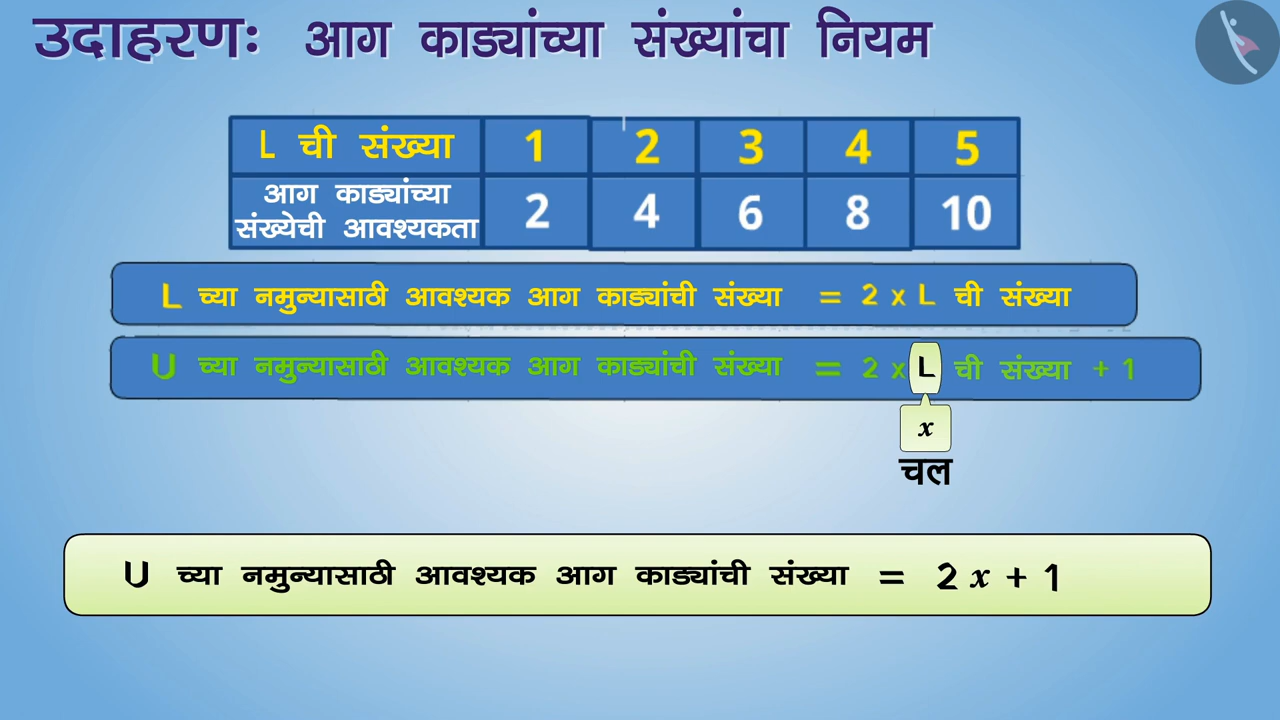 उदाहरणः आग काड्यांच्या संख्यांचा नियम
L ची संख्या 1 2 3 4 5
आग काड्यांच्या
संख्येची आवश्यकता 2 4 6 8 10
L च्या नमुन्यासाठी आवश्यक आग काड्यांची संख्या = 2 x L ची संख्या
U च्या नमुन्यासाठी आवश्यक आग काड्यांची संख्या = 2 x L ची संख्या + 1
x
चल
U च्या नमुन्यासाठी आवश्यक आग काड्यांची संख्या = 2 x + 1